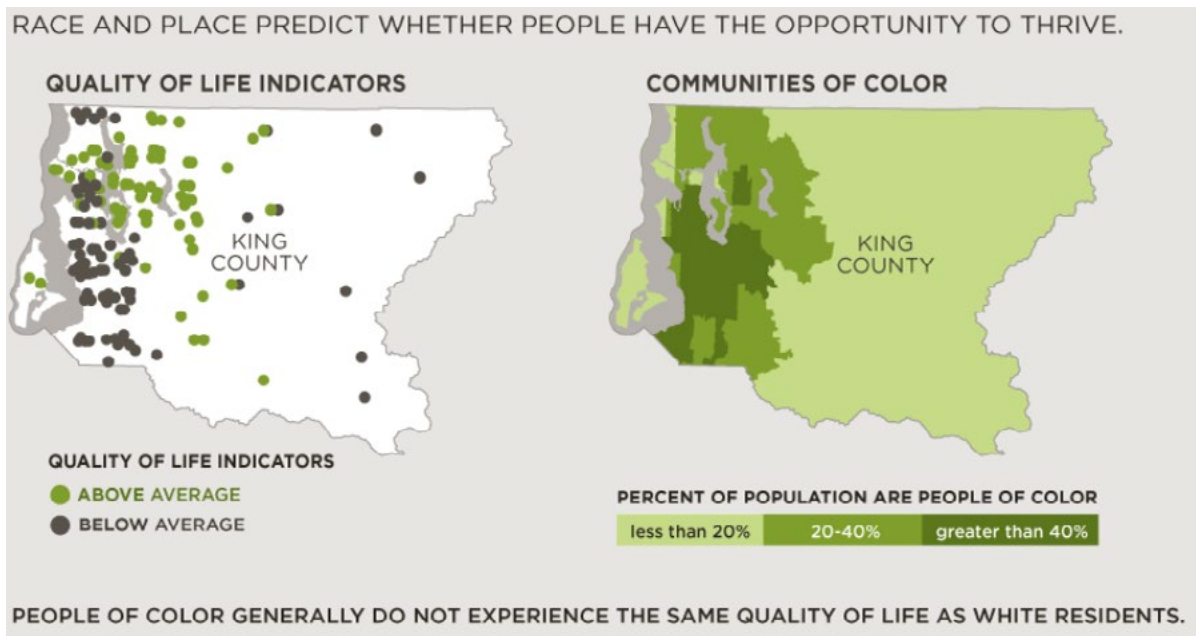 RACE AND PLACE PREDICT WHETHER PEOPLE HAVE THE OPPORTUNITY TO THRIVE.
QUALITY OF LIFE INDICATORS
KING
COUNTY
QUALITY OF LIFE INDICATORS
ABOVE AVERAGE
BELOW AVERAGE
COMMUNITIES OF COLOR
KING
COUNTY
PERCENT OF POPULATION ARE PEOPLE OF COLOR
less than 20% 20-40% greater than 40%
PEOPLE OF COLOR GENERALLY DO NOT EXPERIENCE THE SAME QUALITY OF LIFE AS WHITE RESIDENTS.